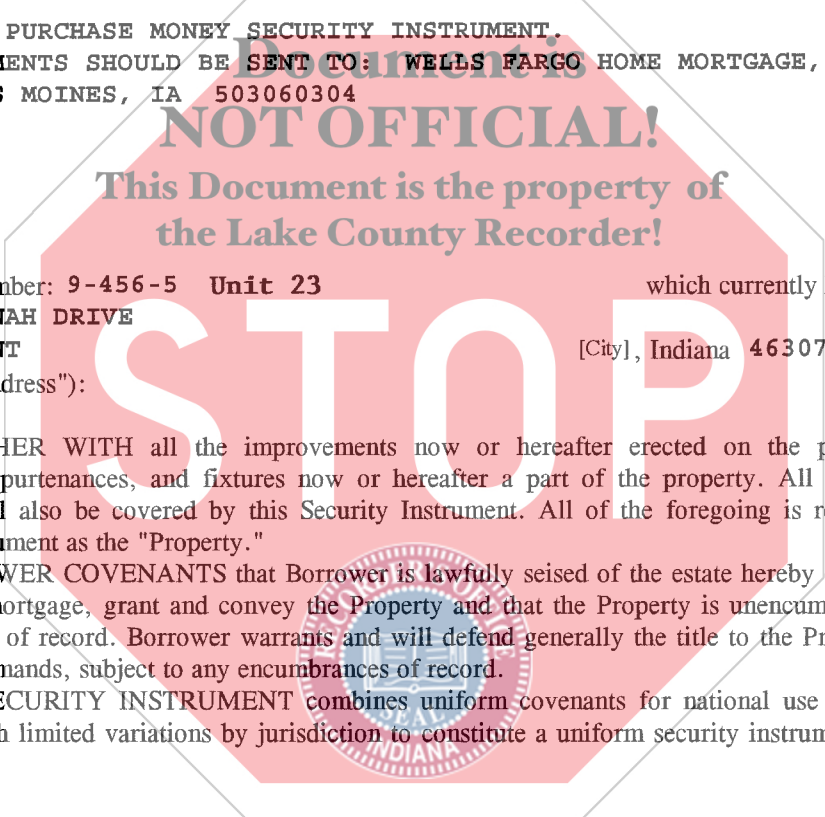 PURCHASE MONEY SECURITY INSTRUMENT.
MENTS SHOULD BE SENT TO: WELLS FARGO HOME MORTGAGE,
S MOINES, IA 503060304
Document is
NOT OFFICIAL!
This Document is the property of
the Lake County Recorder!
mber: 9-456-5 Unit 23 which currently
NAH DRIVE
NT [City], Indiana 46307
dress"):
STOP
HER WITH all the improvements now or hereafter erected on the p
purtenances, and fixtures now or hereafter a part of the property. All
l also be covered by this Security Instrument. All of the foregoing is r
ument as the "Property."
WER COVENANTS that Borrower is lawfully seised of the estate hereby
ortgage, grant and convey the Property and that the Property is unencum
of record. Borrower warrants and will defend generally the title to the Pr
mands, subject to any encumbrances of record.
ECURITY INSTRUMENT combines uniform covenants for national use
h limited variations by jurisdiction to constitute a uniform security instrum
RECORDER OF
SEAL
INDIANA